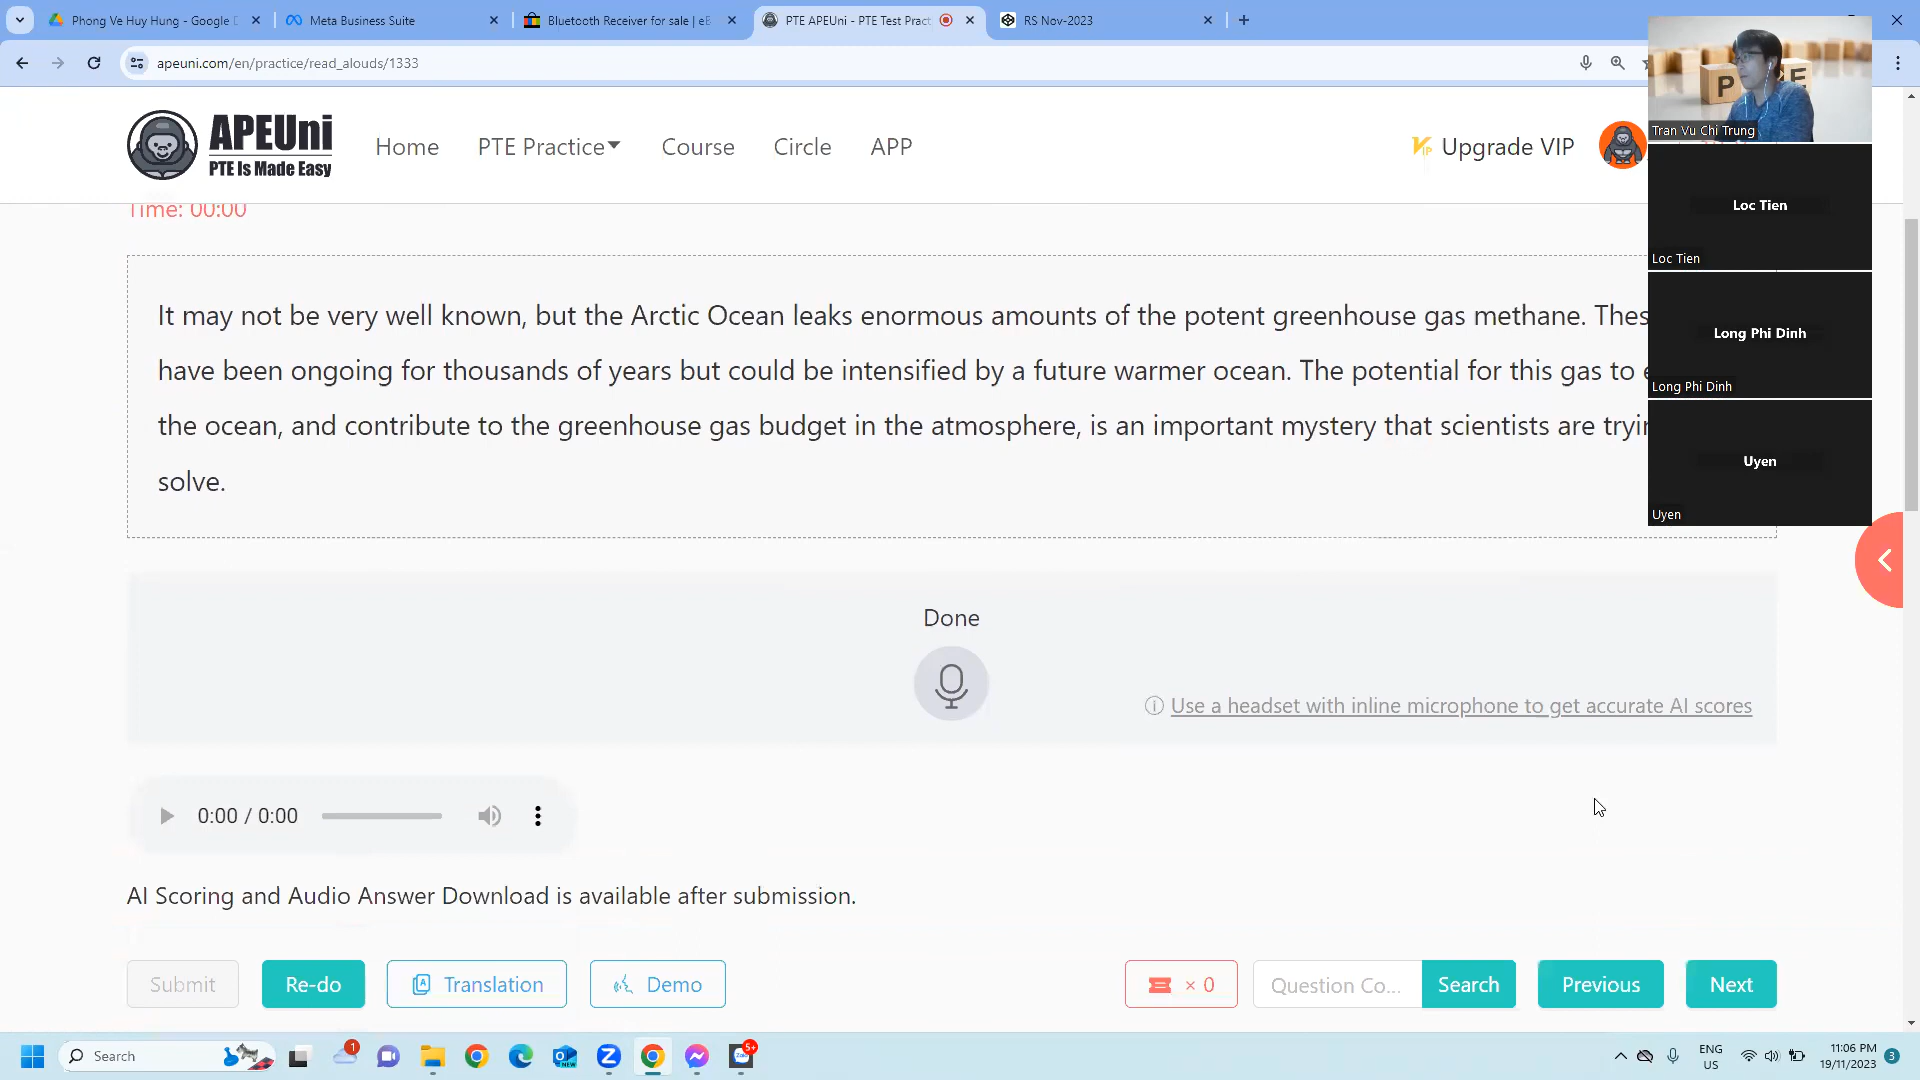 Phong Ve Huy Hung - Google D
Meta Business Suite
Bluetooth Receiver for sale | eB
PTE APEUni - PTE Test Pract
RS Nov-2023
apeuni.com/en/practice/read_alouds/1333
APEUni
PTE Is Made Easy
Home
PTE Practice
Course
Circle
APP
Upgrade VIP
Time: 00:00
It may not be very well known, but the Arctic Ocean leaks enormous amounts of the potent greenhouse gas methane. Thes
have been ongoing for thousands of years but could be intensified by a future warmer ocean. The potential for this gas to e
the ocean, and contribute to the greenhouse gas budget in the atmosphere, is an important mystery that scientists are tryin
solve.
P E
Tran Vu Chi Trung
Loc Tien
Loc Tien
Long Phi Dinh
Long Phi Dinh
Uyen
Uyen
Done
Use a headset with inline microphone to get accurate AI scores
0:00 / 0:00
AI Scoring and Audio Answer Download is available after submission.
Submit
Re-do
Translation
Demo
× 0
Question Co...
Search
Previous
Next
Search
1
NEW
Zalo
5+
ENG
US
11:06 PM
19/11/2023
3